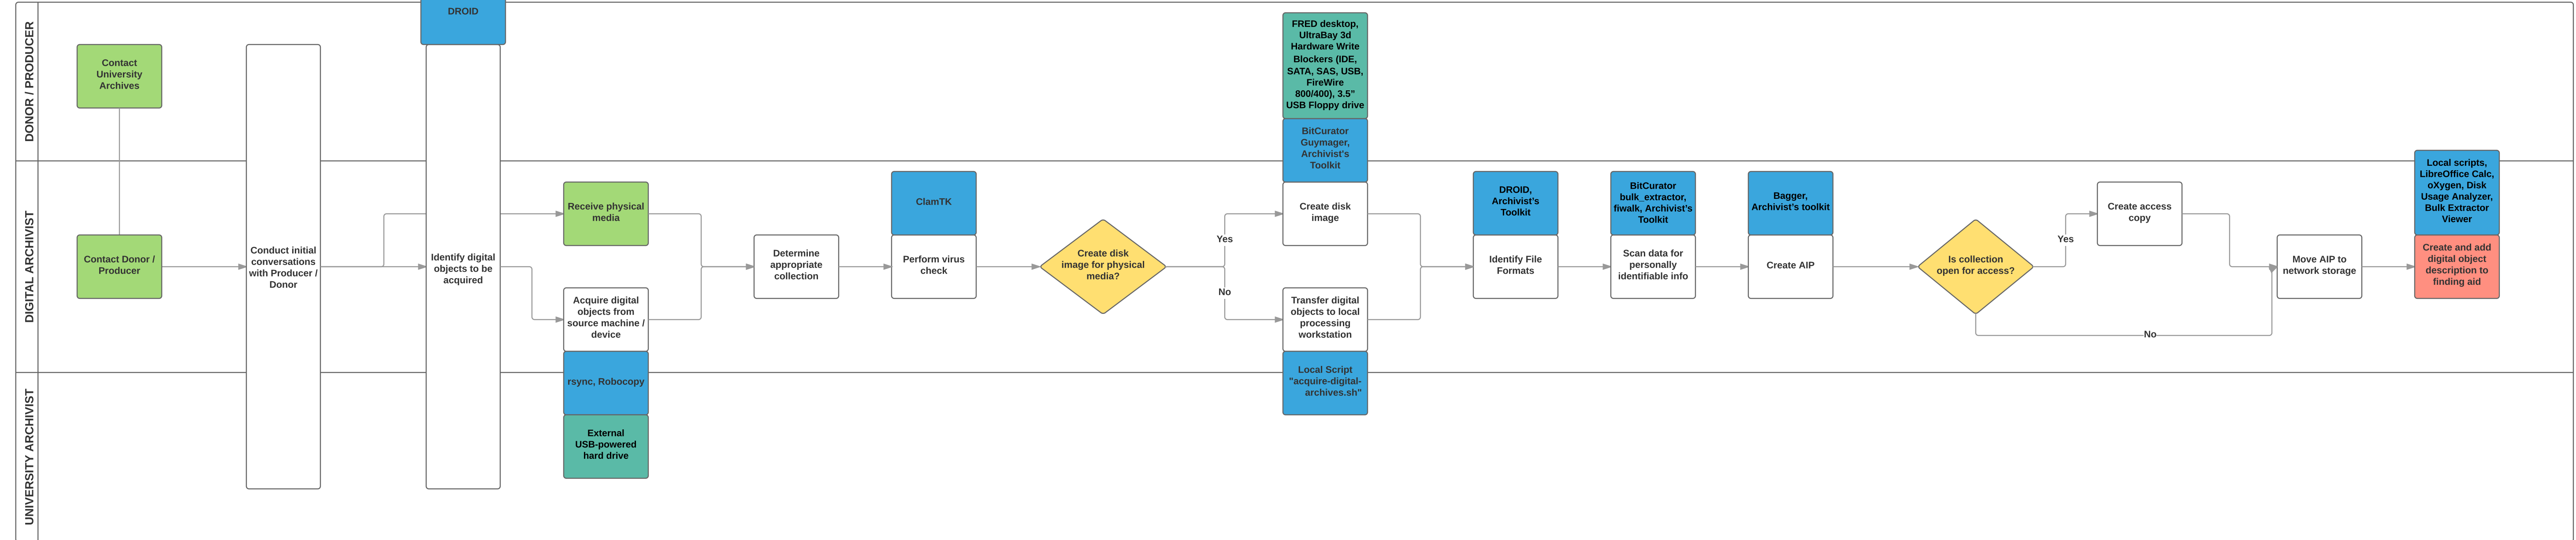 DONOR / PRODUCER
Contact
University
Archives
DIGITAL ARCHIVIST
Contact Donor /
Producer
UNIVERSITY ARCHIVIST
Conduct initial
conversations
with Producer /
Donor
DROID
Identify digital
objects to be
acquired
Receive physical
media
Acquire digital
objects from
source machine /
device
rsync, Robocopy
External
USB-powered
hard drive
Determine
appropriate
collection
ClamTK
Perform virus
check
Create disk
image for physical
media?
Yes
No
FRED desktop,
UltraBay 3d
Hardware Write
Blockers (IDE,
SATA, SAS, USB,
FireWire
800/400), 3.5"
USB Floppy drive
BitCurator
Guymager,
Archivist's
Toolkit
Create disk
image
Transfer digital
objects to local
processing
workstation
Local Script
"acquire-digital-
archives.sh"
DROID,
Archivist's
Toolkit
Identify File
Formats
BitCurator
bulk_extractor,
fiwalk, Archivist's
Toolkit
Scan data for
personally
identifiable info
Bagger,
Archivist's toolkit
Create AIP
Is collection
open for access?
Yes
No
Create access
copy
Move AIP to
network storage
Local scripts,
LibreOffice Calc,
oXygen, Disk
Usage Analyzer,
Bulk Extractor
Viewer
Create and add
digital object
description to
finding aid